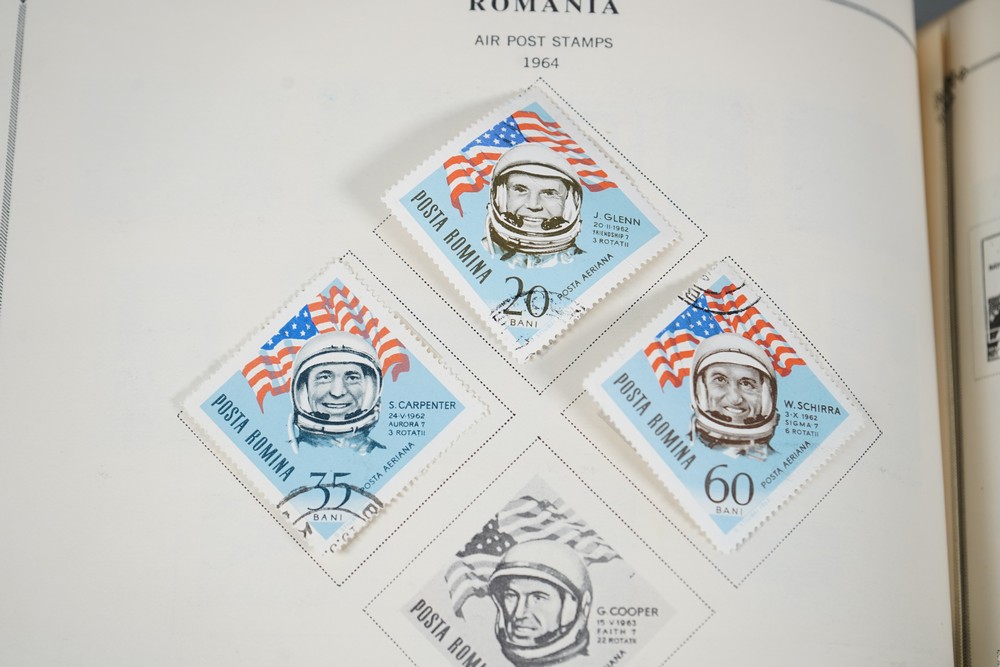 ROMANIA
AIR POST STAMPS
1964
POSTA ROMINA
J. GLENN
20·II·1962
FRIENDSHIP 7
3 ROTATII
POSTA AERIANA
20
BANI
POSTA ROMINA
S. CARPENTER
24·V·1962
AURORA 7
3 ROTATII
POSTA AERIANA
35
BANI
POSTA ROMINA
W. SCHIRRA
3·X·1962
SIGMA 7
6 ROTATII
POSTA AERIANA
60
BANI
POSTA ROMINA
G. COOPER
15·V·1963
FAITH 7
22 ROTATII